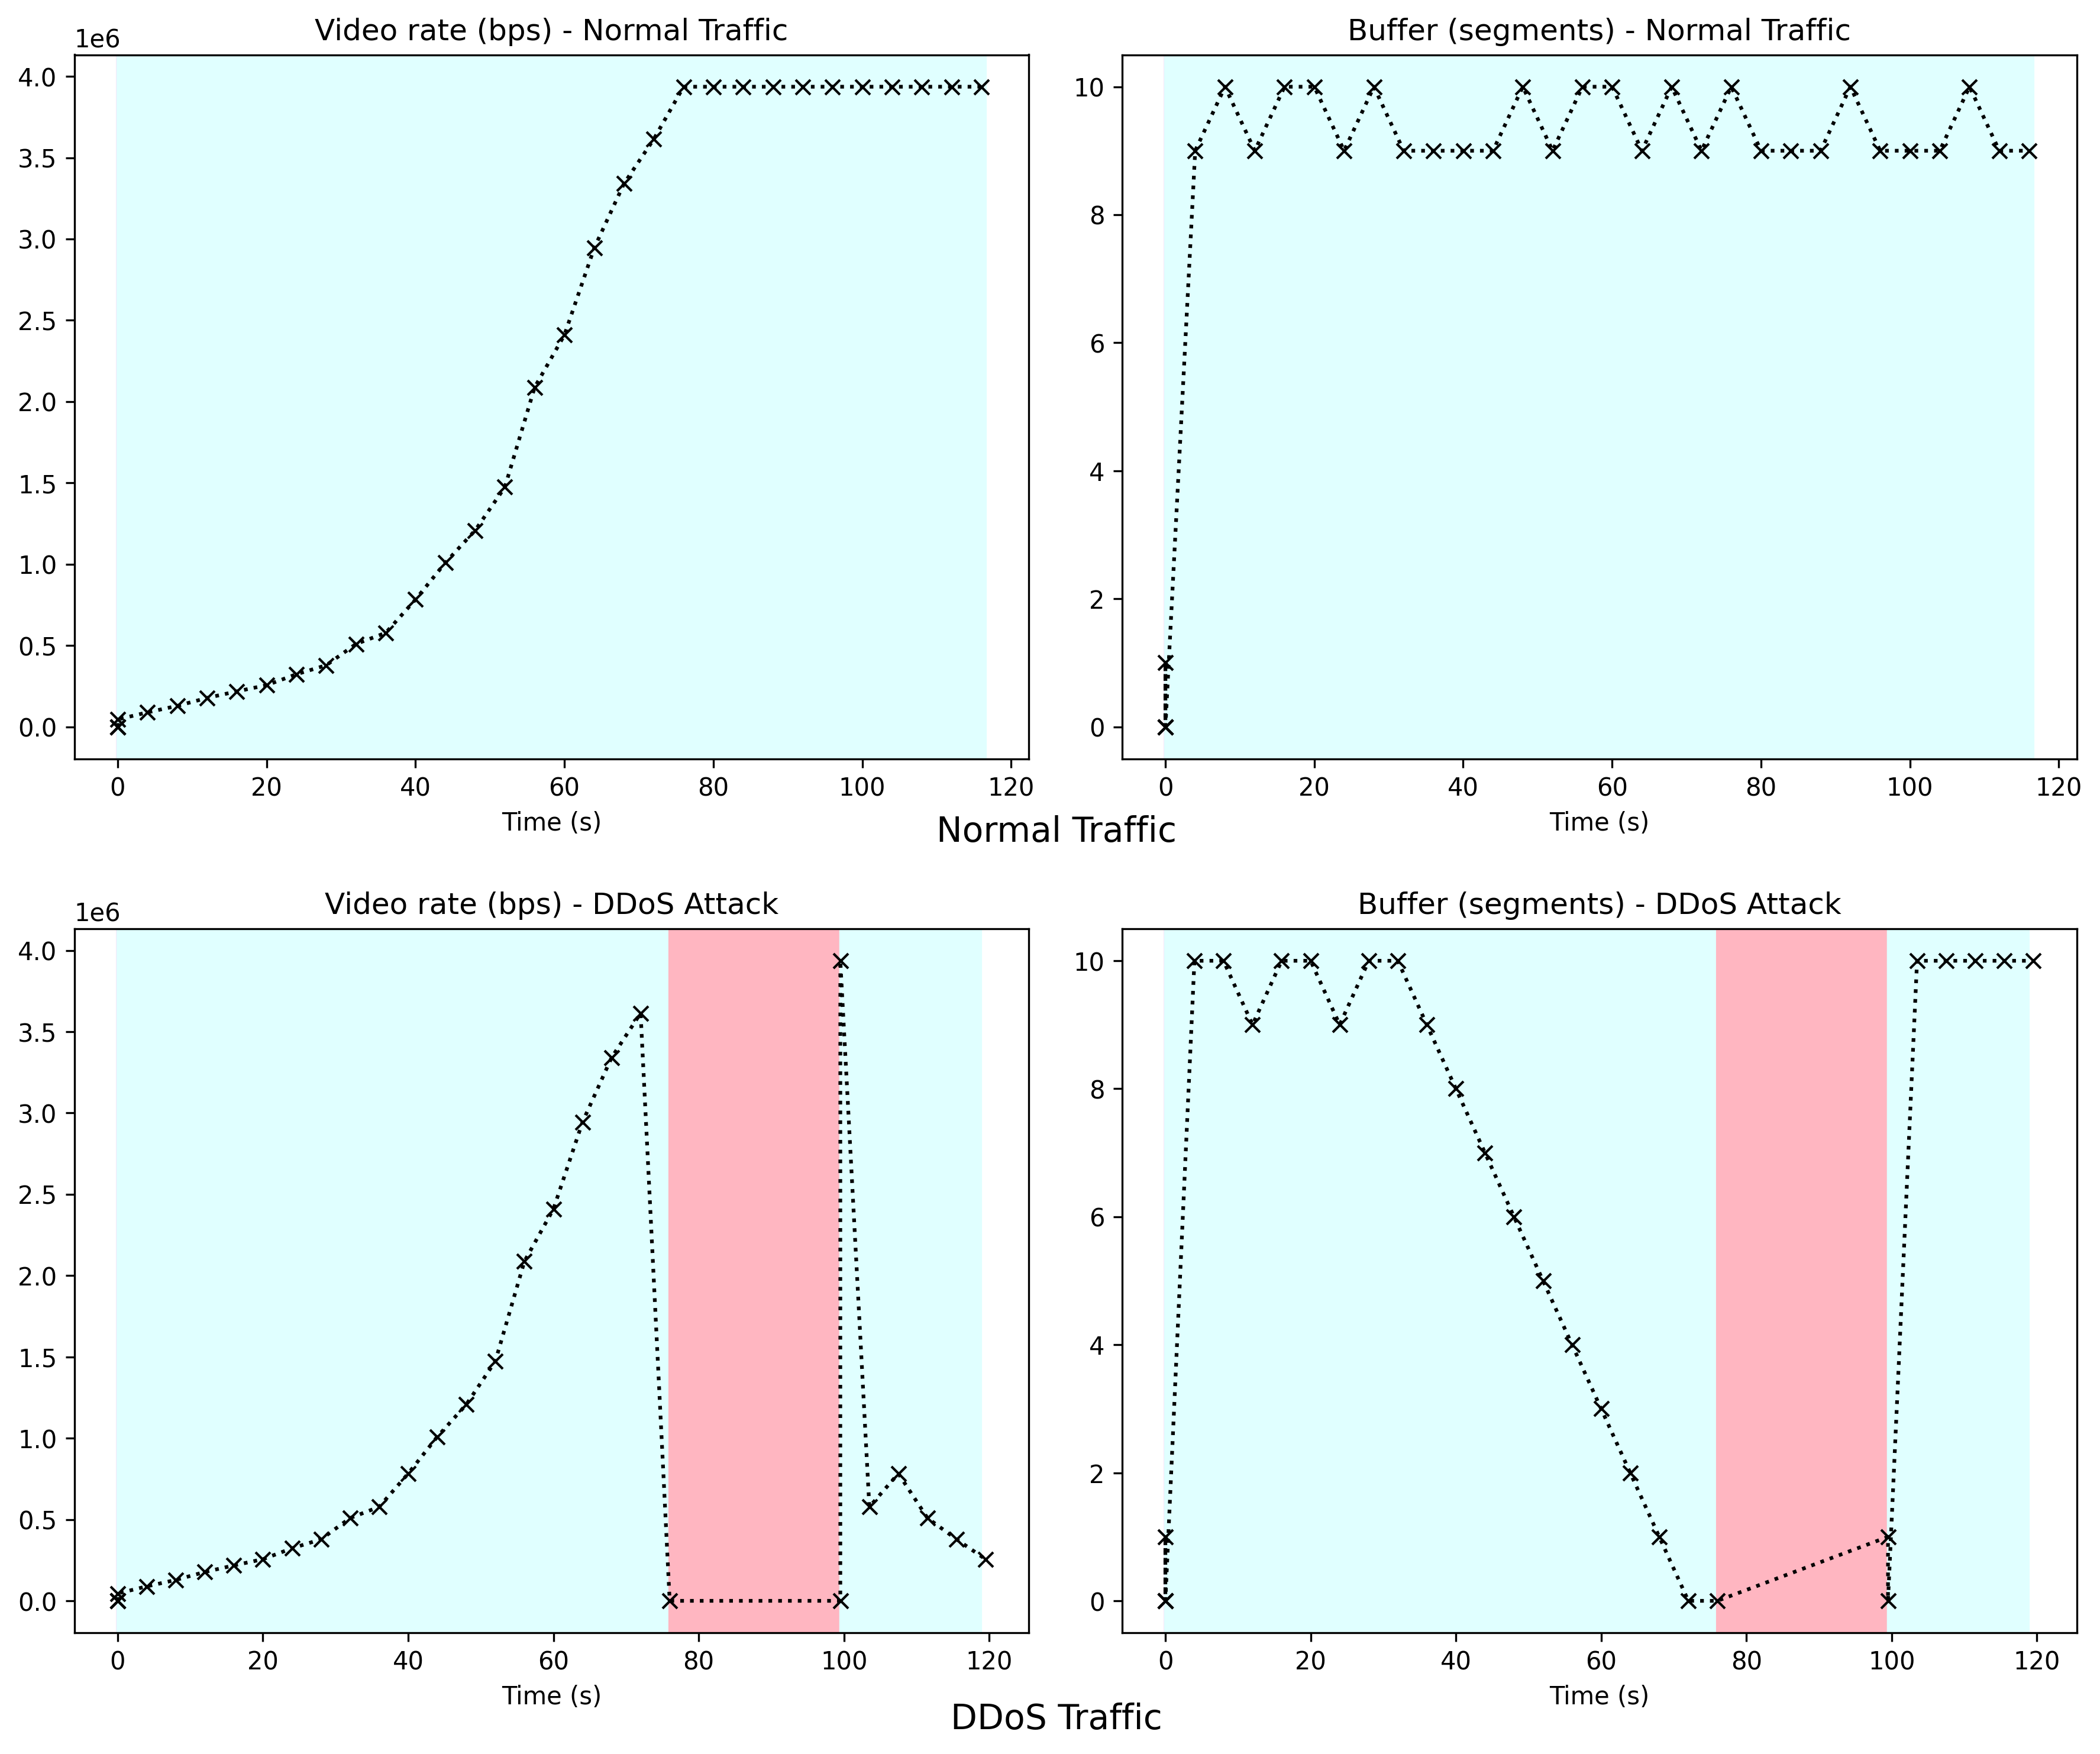 Video rate (bps) - Normal Traffic
1e6
4.0
3.5
3.0
2.5
2.0
1.5
1.0
0.5
0.0
0 20 40 60 80 100 120
Time (s)
Buffer (segments) - Normal Traffic
10
8
6
4
2
0
0 20 40 60 80 100 120
Time (s)
Normal Traffic
Video rate (bps) - DDoS Attack
1e6
4.0
3.5
3.0
2.5
2.0
1.5
1.0
0.5
0.0
0 20 40 60 80 100 120
Time (s)
Buffer (segments) - DDoS Attack
10
8
6
4
2
0
0 20 40 60 80 100 120
Time (s)
DDoS Traffic